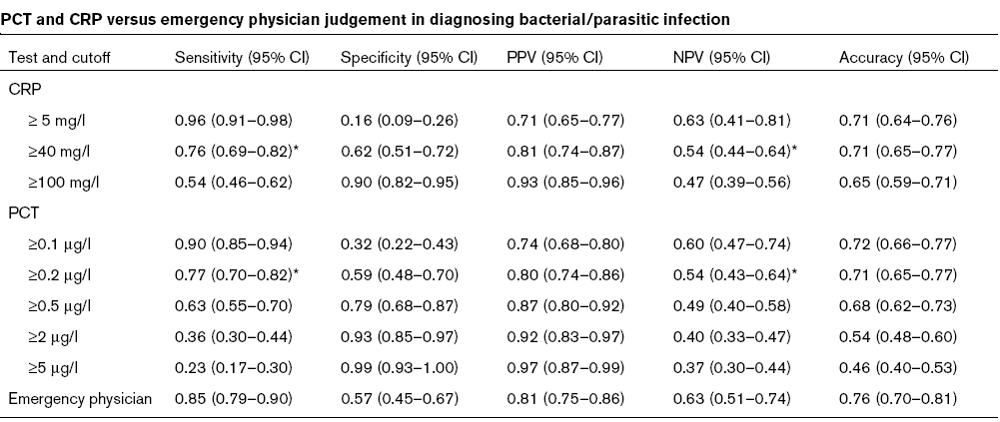 PCT and CRP versus emergency physician judgement in diagnosing bacterial/parasitic infection
Test and cutoff Sensitivity (95% CI) Specificity (95% CI) PPV (95% CI) NPV (95% CI) Accuracy (95% CI)
CRP
≥ 5 mg/l 0.96 (0.91–0.98) 0.16 (0.09–0.26) 0.71 (0.65–0.77) 0.63 (0.41–0.81) 0.71 (0.64–0.76)
≥40 mg/l 0.76 (0.69–0.82)* 0.62 (0.51–0.72) 0.81 (0.74–0.87) 0.54 (0.44–0.64)* 0.71 (0.65–0.77)
≥100 mg/l 0.54 (0.46–0.62) 0.90 (0.82–0.95) 0.93 (0.85–0.96) 0.47 (0.39–0.56) 0.65 (0.59–0.71)
PCT
≥0.1 μg/l 0.90 (0.85–0.94) 0.32 (0.22–0.43) 0.74 (0.68–0.80) 0.60 (0.47–0.74) 0.72 (0.66–0.77)
≥0.2 μg/l 0.77 (0.70–0.82)* 0.59 (0.48–0.70) 0.80 (0.74–0.86) 0.54 (0.43–0.64)* 0.71 (0.65–0.77)
≥0.5 μg/l 0.63 (0.55–0.70) 0.79 (0.68–0.87) 0.87 (0.80–0.92) 0.49 (0.40–0.58) 0.68 (0.62–0.73)
≥2 μg/l 0.36 (0.30–0.44) 0.93 (0.85–0.97) 0.92 (0.83–0.97) 0.40 (0.33–0.47) 0.54 (0.48–0.60)
≥5 μg/l 0.23 (0.17–0.30) 0.99 (0.93–1.00) 0.97 (0.87–0.99) 0.37 (0.30–0.44) 0.46 (0.40–0.53)
Emergency physician 0.85 (0.79–0.90) 0.57 (0.45–0.67) 0.81 (0.75–0.86) 0.63 (0.51–0.74) 0.76 (0.70–0.81)